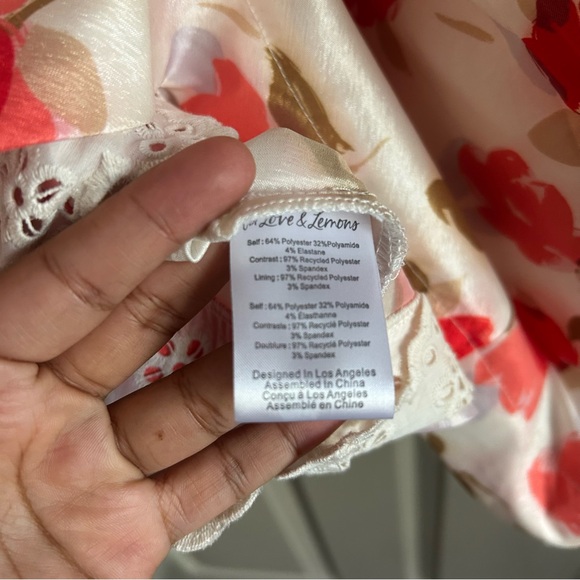 For Love & Lemons
Self : 64% Polyester 32%Polyamide
4% Elastane
Contrast : 97% Recycled Polyester
3% Spandex
Lining : 97% Recycled Polyester
3% Spandex
Self : 64% Polyester 32% Polyamide
4% Elasthanne
Contraste : 97% Recyclé Polyester
3% Spandex
Doublure : 97% Recyclé Polyester
3% Spandex
Designed In Los Angeles
Assembled in China
Conçu à Los Angeles
Assemblé en Chine